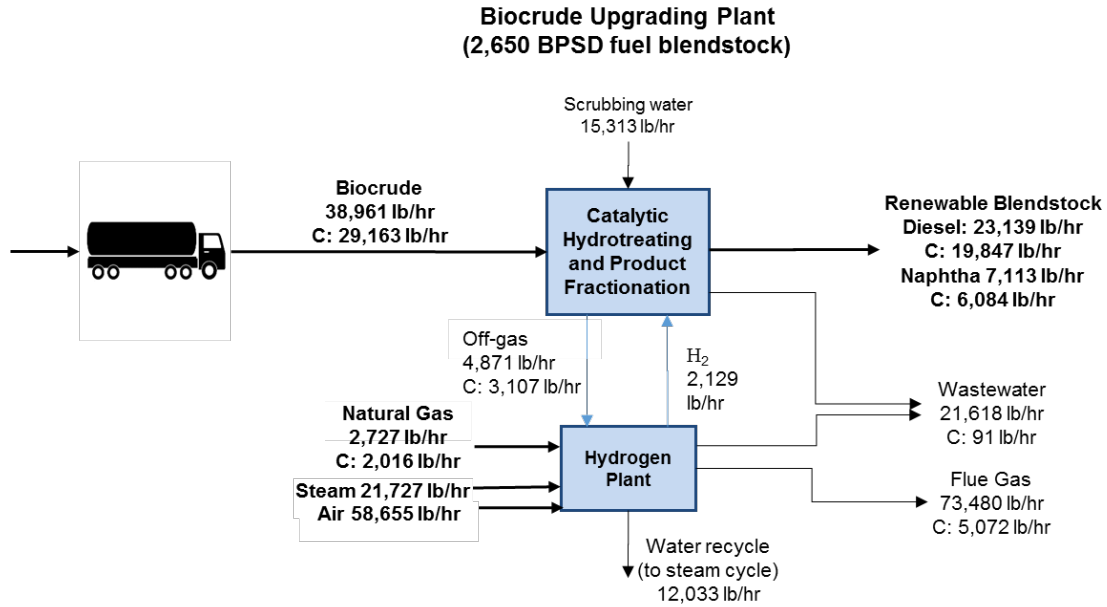 Biocrude Upgrading Plant
(2,650 BPSD fuel blendstock)
Scrubbing water
15,313 lb/hr
Biocrude
38,961 lb/hr
C: 29,163 lb/hr
Catalytic
Hydrotreating
and Product
Fractionation
Renewable Blendstock
Diesel: 23,139 lb/hr
C: 19,847 lb/hr
Naphtha 7,113 lb/hr
C: 6,084 lb/hr
Off-gas
4,871 lb/hr
C: 3,107 lb/hr
H₂
2,129
lb/hr
Natural Gas
2,727 lb/hr
C: 2,016 lb/hr
Steam 21,727 lb/hr
Air 58,655 lb/hr
Hydrogen
Plant
Wastewater
21,618 lb/hr
C: 91 lb/hr
Flue Gas
73,480 lb/hr
C: 5,072 lb/hr
Water recycle
(to steam cycle)
12,033 lb/hr